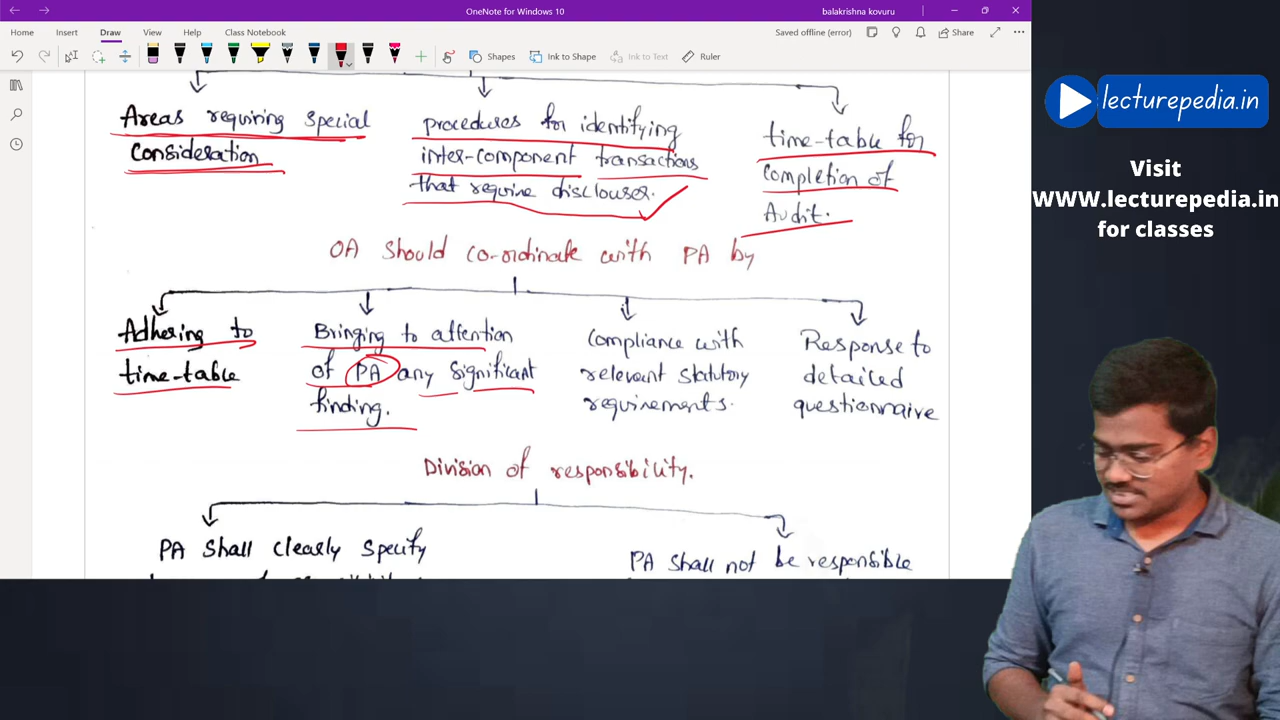 OneNote for Windows 10
balakrishna kovuru
Home Insert Draw View Help Class Notebook
Saved offline (error)
Share
Shapes
Ink to Shape
Ink to Text
Ruler
Areas requiring special
Consideration
procedures for identifying
inter-component transactions
that require disclouser.
time-table for
Completion of
Audit.
OA Should co-ordinate with PA by
Adhering to
time-table
Bringing to attention
of PA any significant
finding.
Compliance with
relevant statutory
requirements.
Response to
detailed
questionnaire
Division of responsibility.
PA Shall clearly specify
PA shall not be responsible
lecturepedia.in
Visit
WWW.lecturepedia.in
for classes